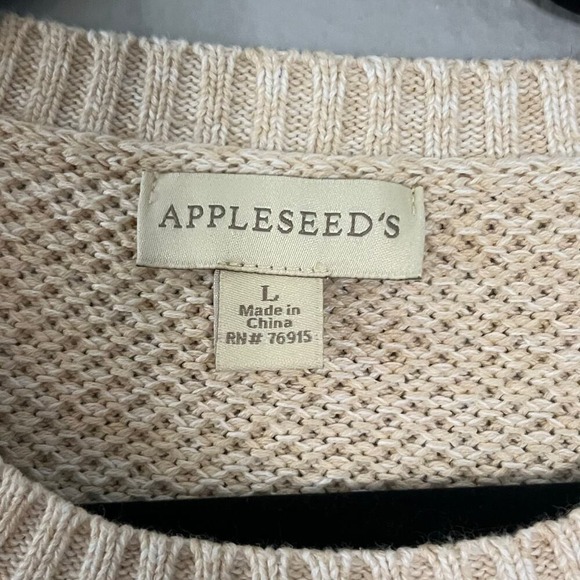 APPLESEED'S
L
Made in
China
RN# 76915